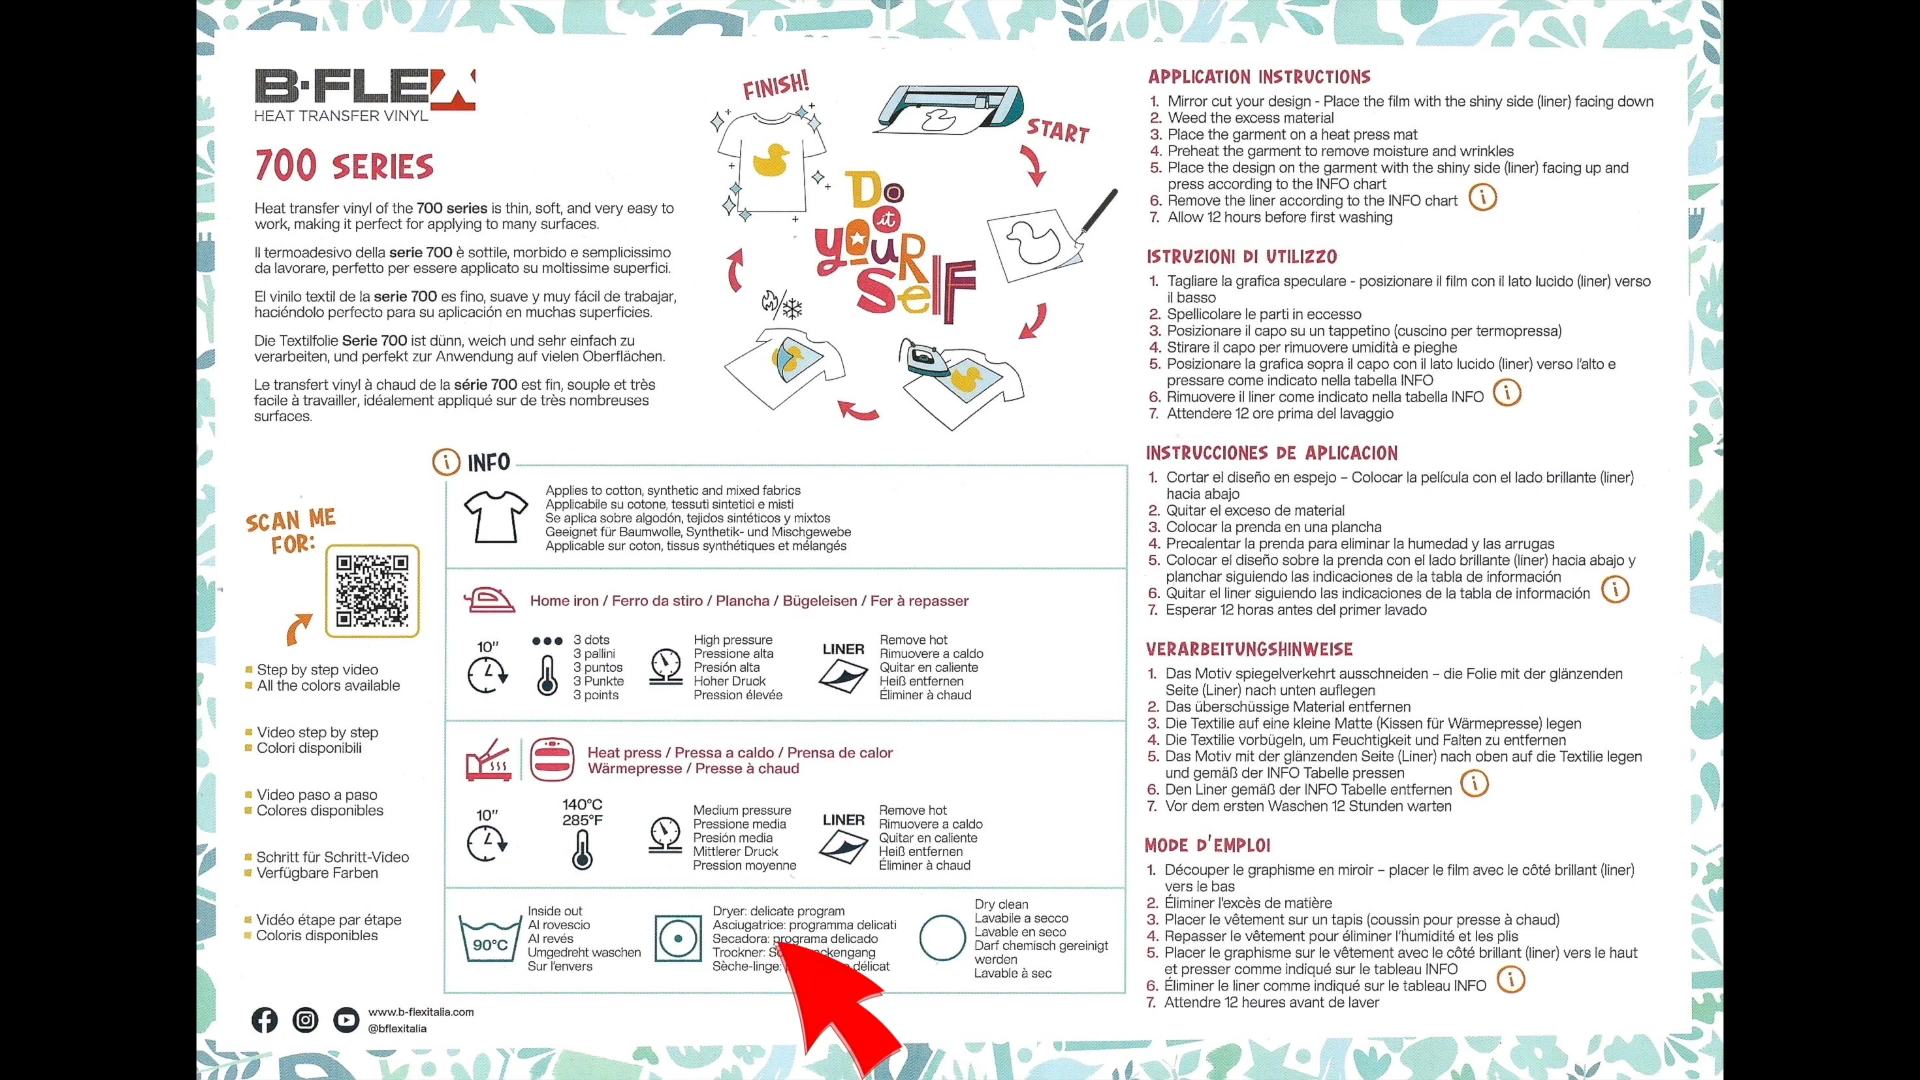 B·FLEX
HEAT TRANSFER VINYL
700 SERIES
Heat transfer vinyl of the 700 series is thin, soft, and very easy to
work, making it perfect for applying to many surfaces.
Il termoadesivo della serie 700 è sottile, morbido e semplicissimo
da lavorare, perfetto per essere applicato su moltissime superfici.
El vinilo textil de la serie 700 es fino, suave y muy fácil de trabajar,
haciéndolo perfecto para su aplicación en muchas superficies.
Die Textilfolie Serie 700 ist dünn, weich und sehr einfach zu
verarbeiten, und perfekt zur Anwendung auf vielen Oberflächen.
Le transfert vinyl à chaud de la série 700 est fin, souple et très
facile à travailler, idéalement appliqué sur de très nombreuses
surfaces.
FINISH!
START
Do
it
youR
Self
SCAN ME
FOR:
Step by step video
All the colors available
Video step by step
Colori disponibili
Video paso a paso
Colores disponibles
Schritt für Schritt-Video
Verfügbare Farben
Vidéo étape par étape
Coloris disponibles
www.b-flexitalia.com
@bflexitalia
i INFO
Applies to cotton, synthetic and mixed fabrics
Applicabile su cotone, tessuti sintetici e misti
Se aplica sobre algodón, tejidos sintéticos y mixtos
Geeignet für Baumwolle, Synthetik- und Mischgewebe
Applicable sur coton, tissus synthétiques et mélangés
Home iron / Ferro da stiro / Plancha / Bügeleisen / Fer à repasser
10"
3 dots
3 pallini
3 puntos
3 Punkte
3 points
High pressure
Pressione alta
Presión alta
Hoher Druck
Pression élevée
LINER
Remove hot
Rimuovere a caldo
Quitar en caliente
Heiß entfernen
Éliminer à chaud
Heat press / Pressa a caldo / Prensa de calor
Wärmepresse / Presse à chaud
10"
140°C
285°F
Medium pressure
Pressione media
Presión media
Mittlerer Druck
Pression moyenne
LINER
Remove hot
Rimuovere a caldo
Quitar en caliente
Heiß entfernen
Éliminer à chaud
90°C
Inside out
Al rovescio
Al revés
Umgedreht waschen
Sur l'envers
Dryer: delicate program
Asciugatrice: programma delicati
Secadora: programa delicado
Trockner:
Sèche-linge: délicat
Dry clean
Lavabile a secco
Lavable en seco
Darf chemisch gereinigt
werden
Lavable à sec
APPLICATION INSTRUCTIONS
1. Mirror cut your design - Place the film with the shiny side (liner) facing down
2. Weed the excess material
3. Place the garment on a heat press mat
4. Preheat the garment to remove moisture and wrinkles
5. Place the design on the garment with the shiny side (liner) facing up and
press according to the INFO chart
6. Remove the liner according to the INFO chart i
7. Allow 12 hours before first washing
ISTRUZIONI DI UTILIZZO
1. Tagliare la grafica speculare - posizionare il film con il lato lucido (liner) verso
il basso
2. Spellicolare le parti in eccesso
3. Posizionare il capo su un tappetino (cuscino per termopressa)
4. Stirare il capo per rimuovere umidità e pieghe
5. Posizionare la grafica sopra il capo con il lato lucido (liner) verso l'alto e
pressare come indicato nella tabella INFO
6. Rimuovere il liner come indicato nella tabella INFO i
7. Attendere 12 ore prima del lavaggio
INSTRUCCIONES DE APLICACION
1. Cortar el diseño en espejo – Colocar la película con el lado brillante (liner)
hacia abajo
2. Quitar el exceso de material
3. Colocar la prenda en una plancha
4. Precalentar la prenda para eliminar la humedad y las arrugas
5. Colocar el diseño sobre la prenda con el lado brillante (liner) hacia abajo y
planchar siguiendo las indicaciones de la tabla de información
6. Quitar el liner siguiendo las indicaciones de la tabla de información i
7. Esperar 12 horas antes del primer lavado
VERARBEITUNGSHINWEISE
1. Das Motiv spiegelverkehrt ausschneiden – die Folie mit der glänzenden
Seite (Liner) nach unten auflegen
2. Das überschüssige Material entfernen
3. Die Textilie auf eine kleine Matte (Kissen für Wärmepresse) legen
4. Die Textilie vorbügeln, um Feuchtigkeit und Falten zu entfernen
5. Das Motiv mit der glänzenden Seite (Liner) nach oben auf die Textilie legen
und gemäß der INFO Tabelle pressen
6. Den Liner gemäß der INFO Tabelle entfernen i
7. Vor dem ersten Waschen 12 Stunden warten
MODE D'EMPLOI
1. Découper le graphisme en miroir – placer le film avec le côté brillant (liner)
vers le bas
2. Éliminer l'excès de matière
3. Placer le vêtement sur un tapis (coussin pour presse à chaud)
4. Repasser le vêtement pour éliminer l'humidité et les plis
5. Placer le graphisme sur le vêtement avec le côté brillant (liner) vers le haut
et presser comme indiqué sur le tableau INFO
6. Éliminer le liner comme indiqué sur le tableau INFO i
7. Attendre 12 heures avant de laver